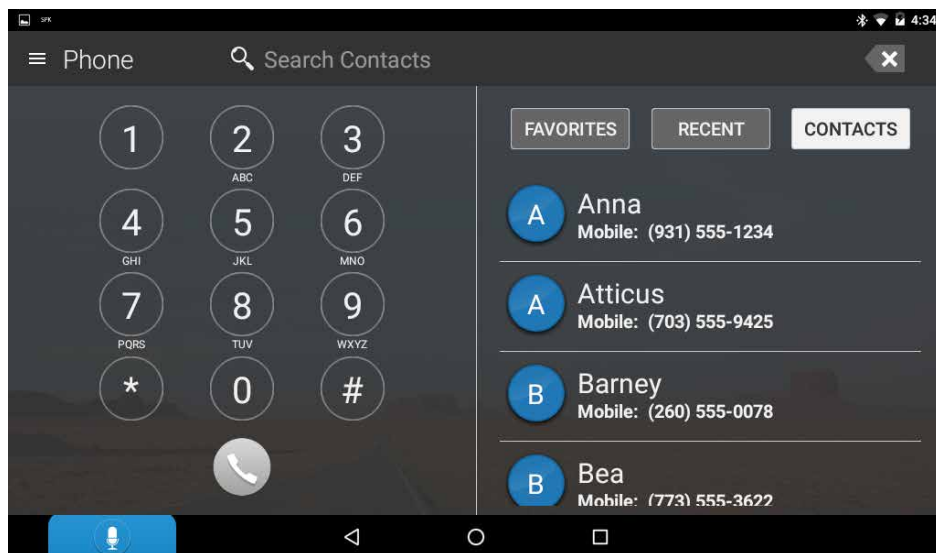 SFK 4:34
Phone Search Contacts
1 2 3
ABC DEF
4 5 6
GHI JKL MNO
7 8 9
PQRS TUV WXYZ
* 0 #
FAVORITES RECENT CONTACTS
A Anna
Mobile: (931) 555-1234
A Atticus
Mobile: (703) 555-9425
B Barney
Mobile: (260) 555-0078
B Bea
Mobile: (773) 555-3622